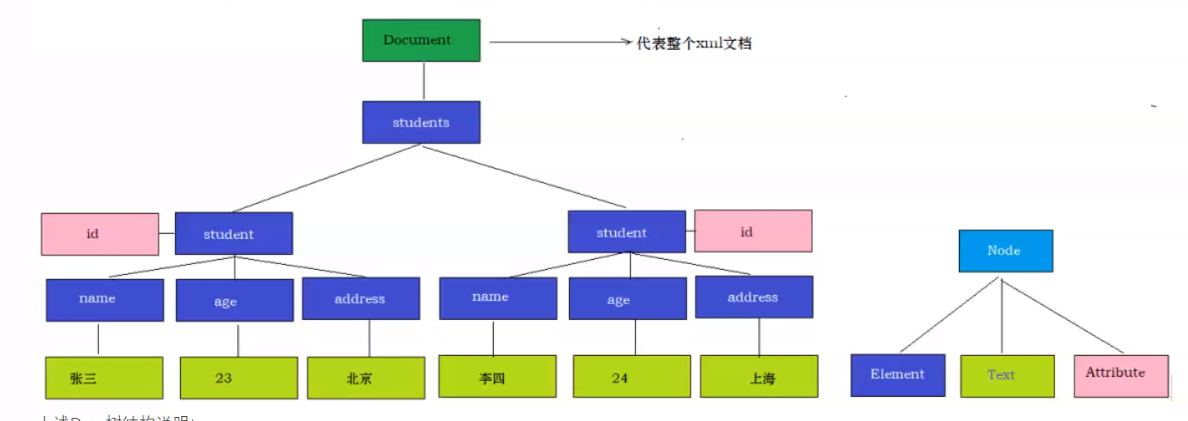 Document
代表整个xml文档
students
id
student
student
id
Node
name
age
address
name
age
address
张三
23
北京
李四
24
上海
Element
Text
Attribute